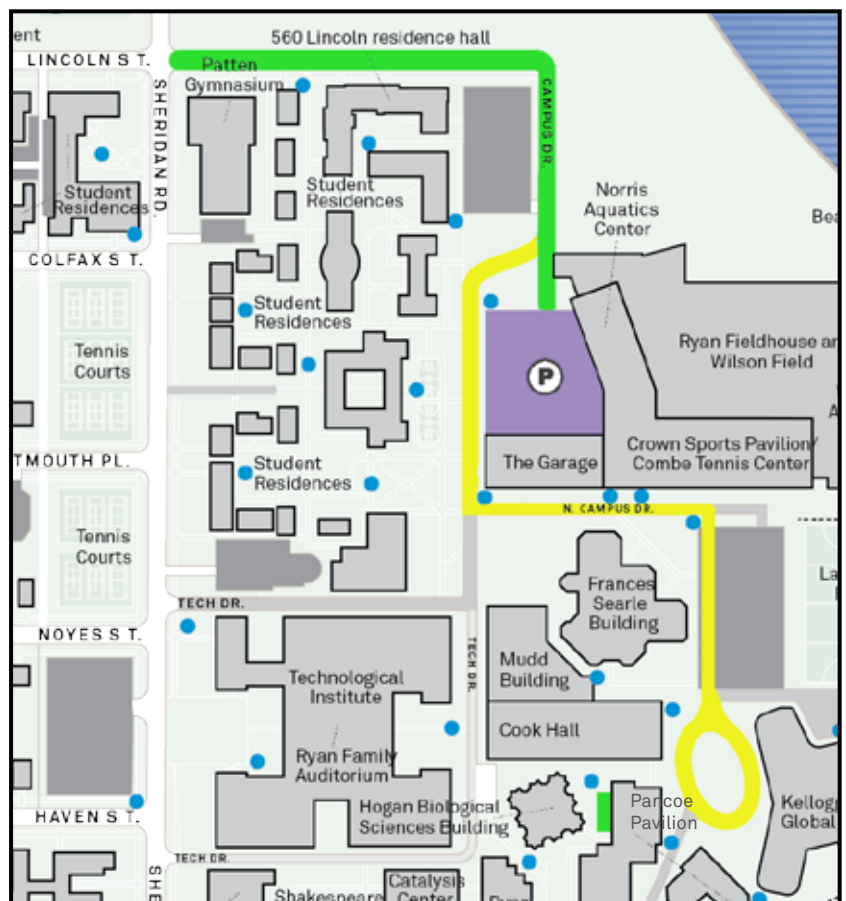 ent
560 Lincoln residence hall
LINCOLN ST.
Patten
Gymnasium
SHERIDAN RD.
CAMPUS DR.
Student
Residences
Student
Residences
Norris
Aquatics
Center
Bea
COLFAX ST.
Student
Residences
Tennis
Courts
Ryan Fieldhouse an
Wilson Field
P
A
Crown Sports Pavilion/
Combe Tennis Center
The Garage
TMOUTH PL.
Student
Residences
N. CAMPUS DR.
Tennis
Courts
Frances
Searle
Building
La
TECH DR.
NOYES ST.
TECH DR.
Mudd
Building
Technological
Institute
Cook Hall
Ryan Family
Auditorium
Hogan Biological
Sciences Building
Pancoe
Pavilion
Kellogg
Global
HAVEN ST.
TECH DR.
SHE
Shakespeare
Catalysis
Center